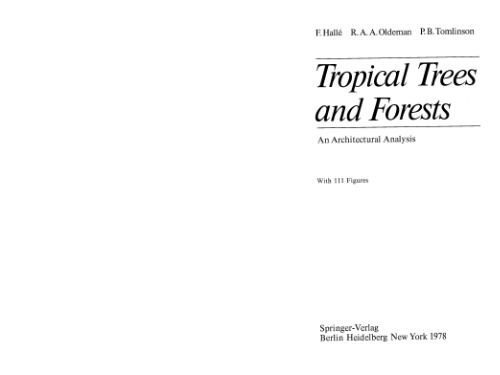 F. Hallé R. A. A. Oldeman P. B. Tomlinson
Tropical Trees
and Forests
An Architectural Analysis
With 111 Figures
Springer-Verlag
Berlin Heidelberg New York 1978